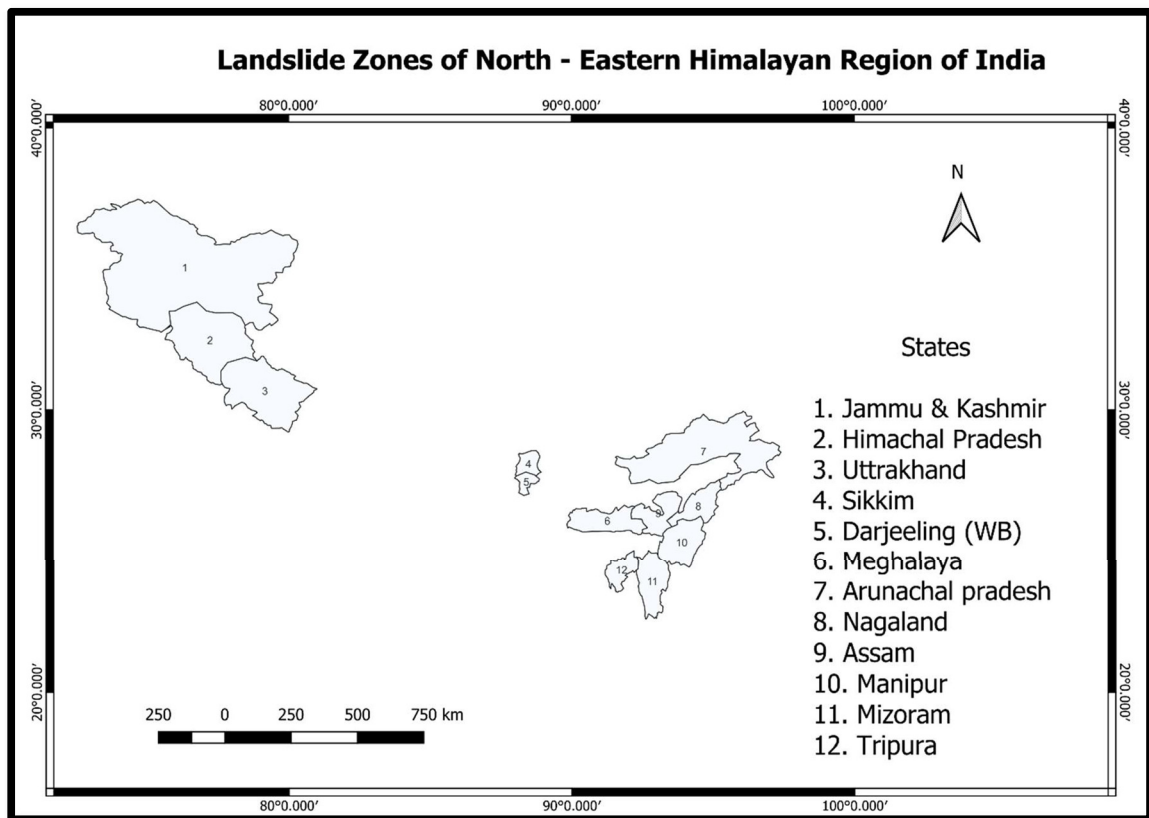 Landslide Zones of North - Eastern Himalayan Region of India
80°0.000′ 90°0.000′ 100°0.000′
40°0.000′ 40°0.000′
N
1
2
3
States
1. Jammu & Kashmir
2. Himachal Pradesh
3. Uttrakhand
4. Sikkim
5. Darjeeling (WB)
6. Meghalaya
7. Arunachal pradesh
8. Nagaland
9. Assam
10. Manipur
11. Mizoram
12. Tripura
30°0.000′ 30°0.000′
7
4
5
8
9
6
10
12
11
20°0.000′ 20°0.000′
250 0 250 500 750 km
80°0.000′ 90°0.000′ 100°0.000′